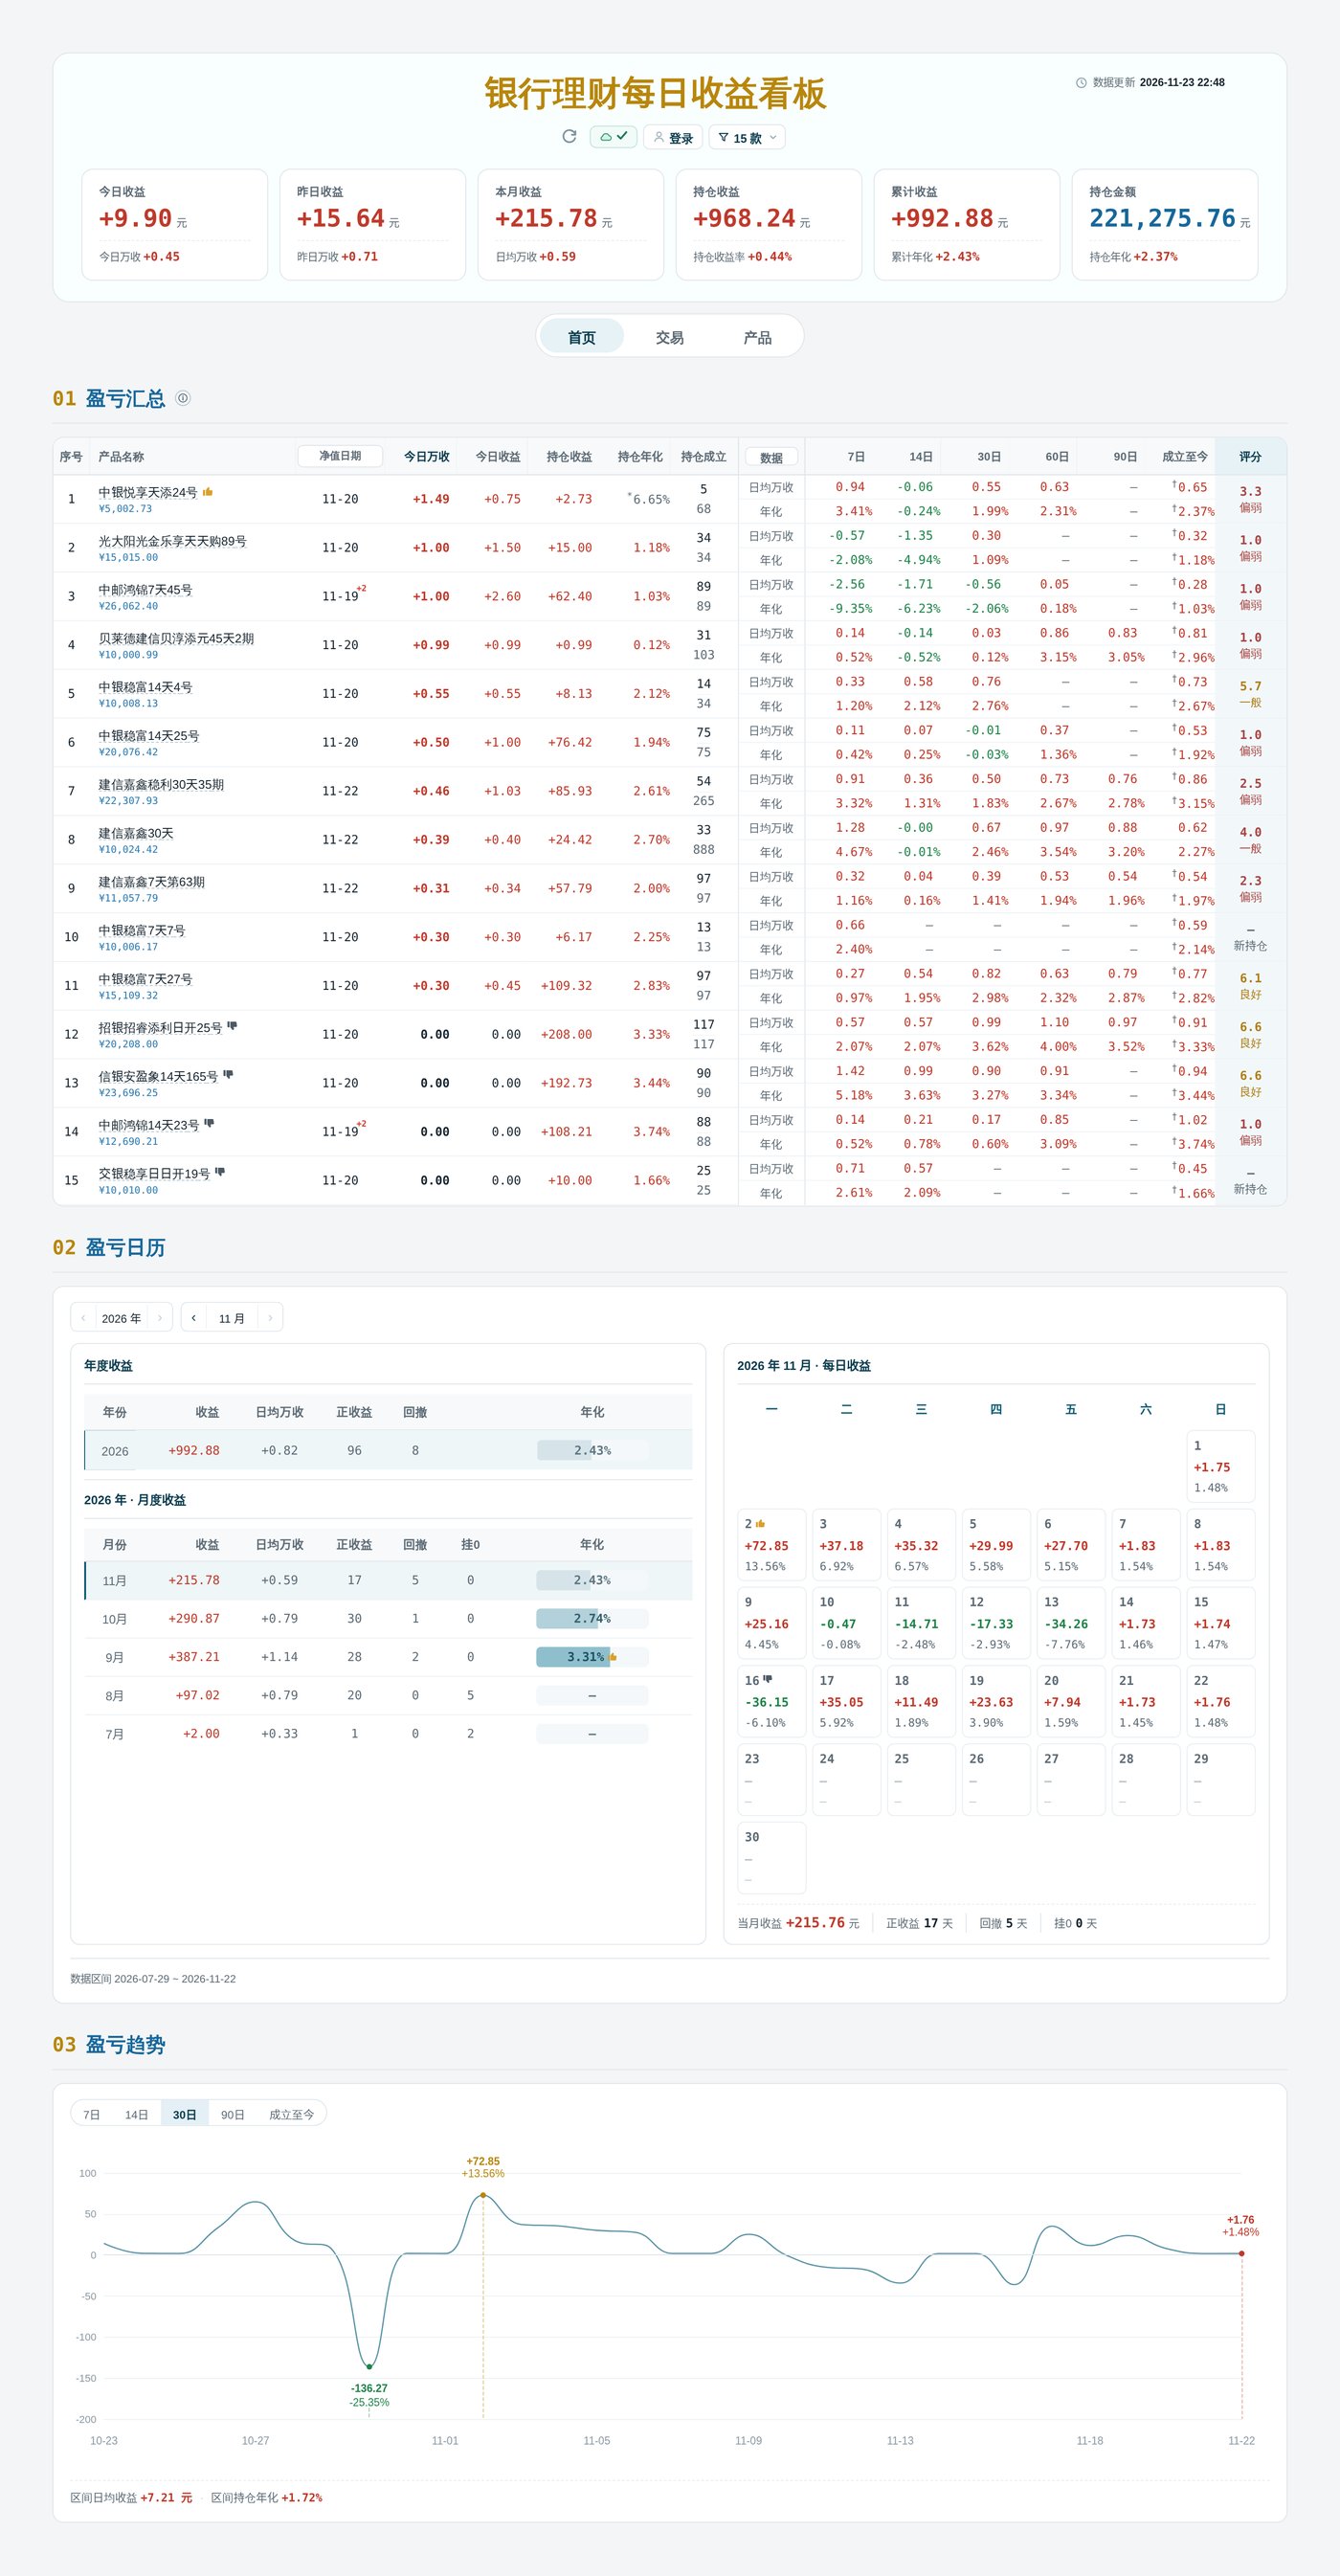 银行理财每日收益看板
数据更新 2026-11-23 22:48
登录 15 款
今日收益
+9.90 元
今日万收 +0.45
昨日收益
+15.64 元
昨日万收 +0.71
本月收益
+215.78 元
日均万收 +0.59
持仓收益
+968.24 元
持仓收益率 +0.44%
累计收益
+992.88 元
累计年化 +2.43%
持仓金额
221,275.76 元
持仓年化 +2.37%
首页 交易 产品
01 盈亏汇总
序号 产品名称 净值日期 今日万收 今日收益 持仓收益 持仓年化 持仓成立 数据 7日 14日 30日 60日 90日 成立至今 评分
1 中银悦享天添24号 ¥5,002.73 11-20 +1.49 +0.75 +2.73 *6.65% 5 68
日均万收 0.94 -0.06 0.55 0.63 — †0.65 3.3
年化 3.41% -0.24% 1.99% 2.31% — †2.37% 偏弱
2 光大阳光金乐享天天购89号 ¥15,015.00 11-20 +1.00 +1.50 +15.00 1.18% 34 34
日均万收 -0.57 -1.35 0.30 — — †0.32 1.0
年化 -2.08% -4.94% 1.09% — — †1.18% 偏弱
3 中邮鸿锦7天45号 ¥26,062.40 11-19+2 +1.00 +2.60 +62.40 1.03% 89 89
日均万收 -2.56 -1.71 -0.56 0.05 — †0.28 1.0
年化 -9.35% -6.23% -2.06% 0.18% — †1.03% 偏弱
4 贝莱德建信贝淳添元45天2期 ¥10,000.99 11-20 +0.99 +0.99 +0.99 0.12% 31 103
日均万收 0.14 -0.14 0.03 0.86 0.83 †0.81 1.0
年化 0.52% -0.52% 0.12% 3.15% 3.05% †2.96% 偏弱
5 中银稳富14天4号 ¥10,008.13 11-20 +0.55 +0.55 +8.13 2.12% 14 34
日均万收 0.33 0.58 0.76 — — †0.73 5.7
年化 1.20% 2.12% 2.76% — — †2.67% 一般
6 中银稳富14天25号 ¥20,076.42 11-20 +0.50 +1.00 +76.42 1.94% 75 75
日均万收 0.11 0.07 -0.01 0.37 — †0.53 1.0
年化 0.42% 0.25% -0.03% 1.36% — †1.92% 偏弱
7 建信嘉鑫稳利30天35期 ¥22,307.93 11-22 +0.46 +1.03 +85.93 2.61% 54 265
日均万收 0.91 0.36 0.50 0.73 0.76 †0.86 2.5
年化 3.32% 1.31% 1.83% 2.67% 2.78% †3.15% 偏弱
8 建信嘉鑫30天 ¥10,024.42 11-22 +0.39 +0.40 +24.42 2.70% 33 888
日均万收 1.28 -0.00 0.67 0.97 0.88 0.62 4.0
年化 4.67% -0.01% 2.46% 3.54% 3.20% 2.27% 一般
9 建信嘉鑫7天第63期 ¥11,057.79 11-22 +0.31 +0.34 +57.79 2.00% 97 97
日均万收 0.32 0.04 0.39 0.53 0.54 †0.54 2.3
年化 1.16% 0.16% 1.41% 1.94% 1.96% †1.97% 偏弱
10 中银稳富7天7号 ¥10,006.17 11-20 +0.30 +0.30 +6.17 2.25% 13 13
日均万收 0.66 — — — — †0.59 —
年化 2.40% — — — — †2.14% 新持仓
11 中银稳富7天27号 ¥15,109.32 11-20 +0.30 +0.45 +109.32 2.83% 97 97
日均万收 0.27 0.54 0.82 0.63 0.79 †0.77 6.1
年化 0.97% 1.95% 2.98% 2.32% 2.87% †2.82% 良好
12 招银招睿添利日开25号 ¥20,208.00 11-20 0.00 0.00 +208.00 3.33% 117 117
日均万收 0.57 0.57 0.99 1.10 0.97 †0.91 6.6
年化 2.07% 2.07% 3.62% 4.00% 3.52% †3.33% 良好
13 信银安盈象14天165号 ¥23,696.25 11-20 0.00 0.00 +192.73 3.44% 90 90
日均万收 1.42 0.99 0.90 0.91 — †0.94 6.6
年化 5.18% 3.63% 3.27% 3.34% — †3.44% 良好
14 中邮鸿锦14天23号 ¥12,690.21 11-19+2 0.00 0.00 +108.21 3.74% 88 88
日均万收 0.14 0.21 0.17 0.85 — †1.02 1.0
年化 0.52% 0.78% 0.60% 3.09% — †3.74% 偏弱
15 交银稳享日日开19号 ¥10,010.00 11-20 0.00 0.00 +10.00 1.66% 25 25
日均万收 0.71 0.57 — — — †0.45 —
年化 2.61% 2.09% — — — †1.66% 新持仓
02 盈亏日历
‹ 2026 年 › ‹ 11 月 ›
年度收益
年份 收益 日均万收 正收益 回撤 年化
2026 +992.88 +0.82 96 8 2.43%
2026 年 · 月度收益
月份 收益 日均万收 正收益 回撤 挂0 年化
11月 +215.78 +0.59 17 5 0 2.43%
10月 +290.87 +0.79 30 1 0 2.74%
9月 +387.21 +1.14 28 2 0 3.31%
8月 +97.02 +0.79 20 0 5 —
7月 +2.00 +0.33 1 0 2 —
2026 年 11 月 · 每日收益
一 二 三 四 五 六 日
1
+1.75
1.48%
2 3 4 5 6 7 8
+72.85 +37.18 +35.32 +29.99 +27.70 +1.83 +1.83
13.56% 6.92% 6.57% 5.58% 5.15% 1.54% 1.54%
9 10 11 12 13 14 15
+25.16 -0.47 -14.71 -17.33 -34.26 +1.73 +1.74
4.45% -0.08% -2.48% -2.93% -7.76% 1.46% 1.47%
16 17 18 19 20 21 22
-36.15 +35.05 +11.49 +23.63 +7.94 +1.73 +1.76
-6.10% 5.92% 1.89% 3.90% 1.59% 1.45% 1.48%
23 24 25 26 27 28 29
— — — — — — —
— — — — — — —
30
—
—
当月收益 +215.76 元 正收益 17 天 回撤 5 天 挂0 0 天
数据区间 2026-07-29 ~ 2026-11-22
03 盈亏趋势
7日 14日 30日 90日 成立至今
+72.85
+13.56%
100
50
+1.76
+1.48%
0
-50
-100
-150
-136.27
-25.35%
-200
10-23 10-27 11-01 11-05 11-09 11-13 11-18 11-22
区间日均收益 +7.21 元 · 区间持仓年化 +1.72%